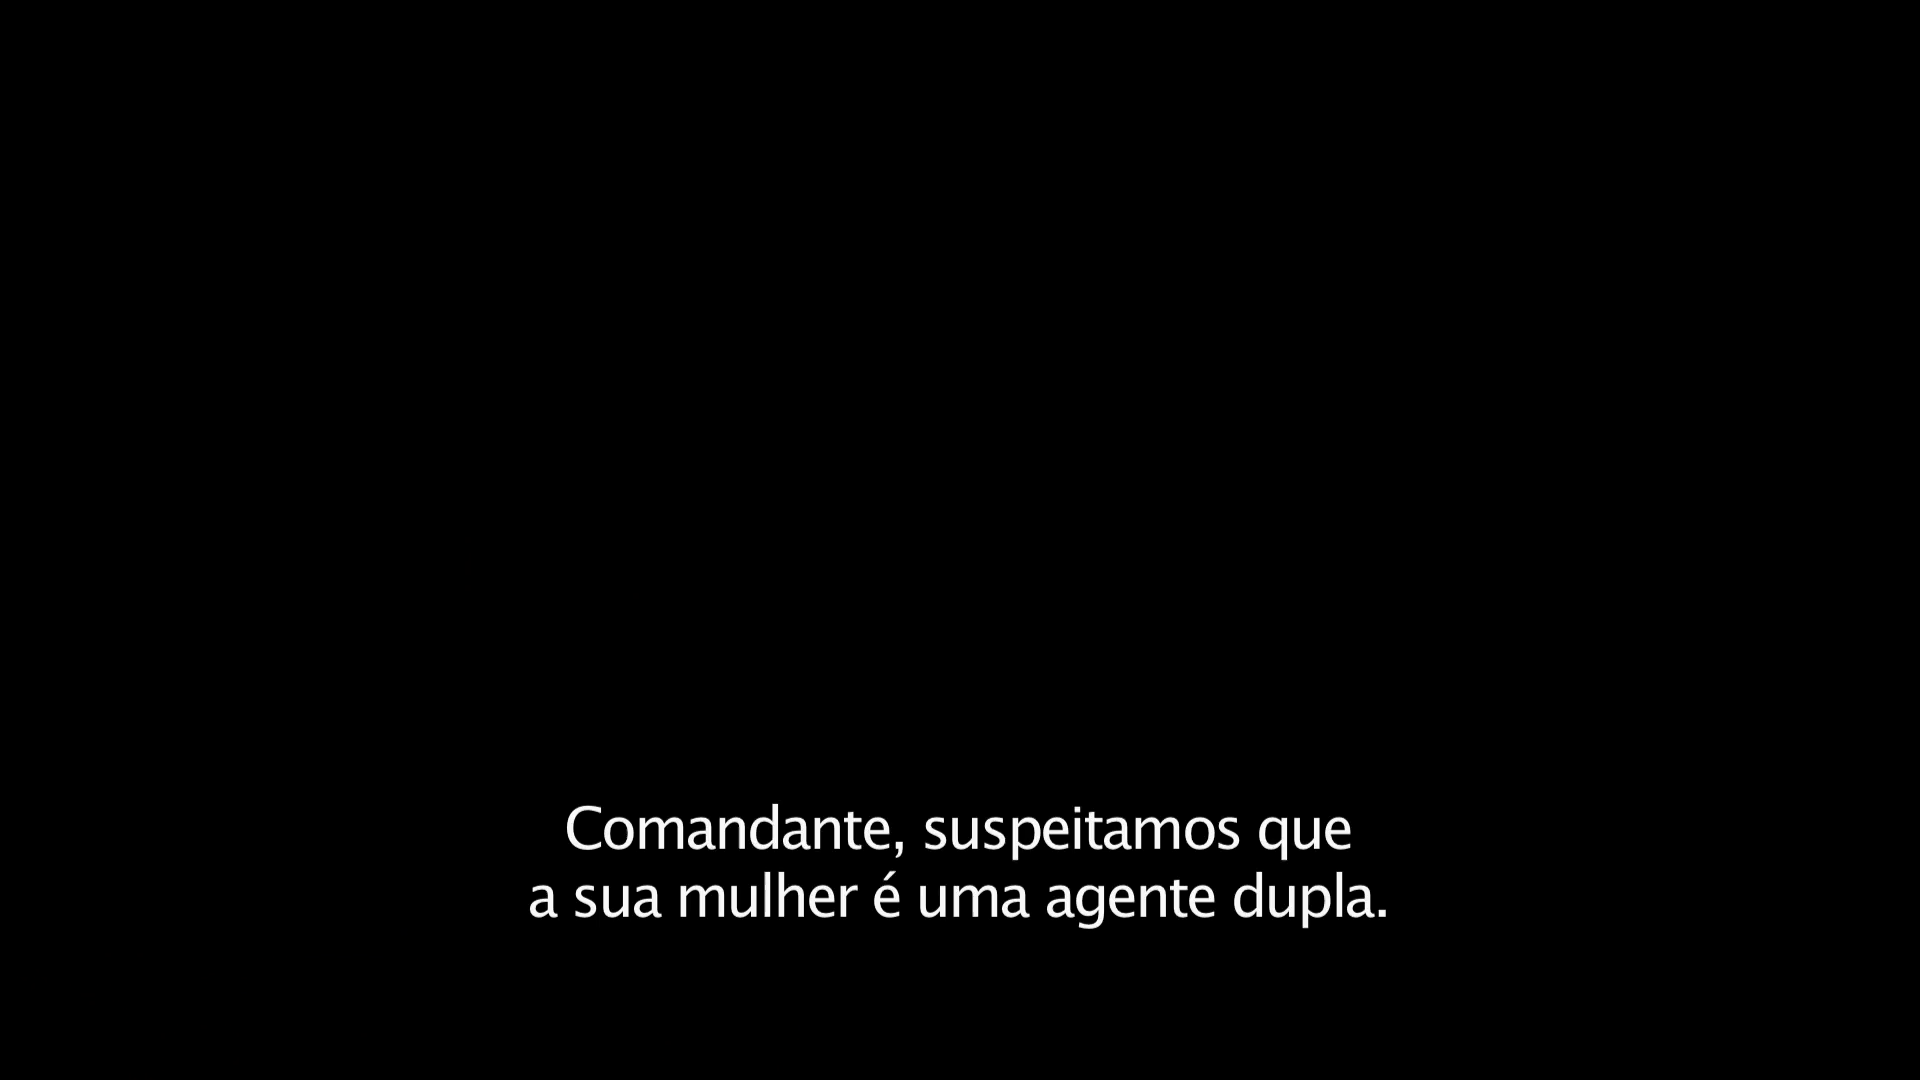 Comandante, suspeitamos que
a sua mulher é uma agente dupla.